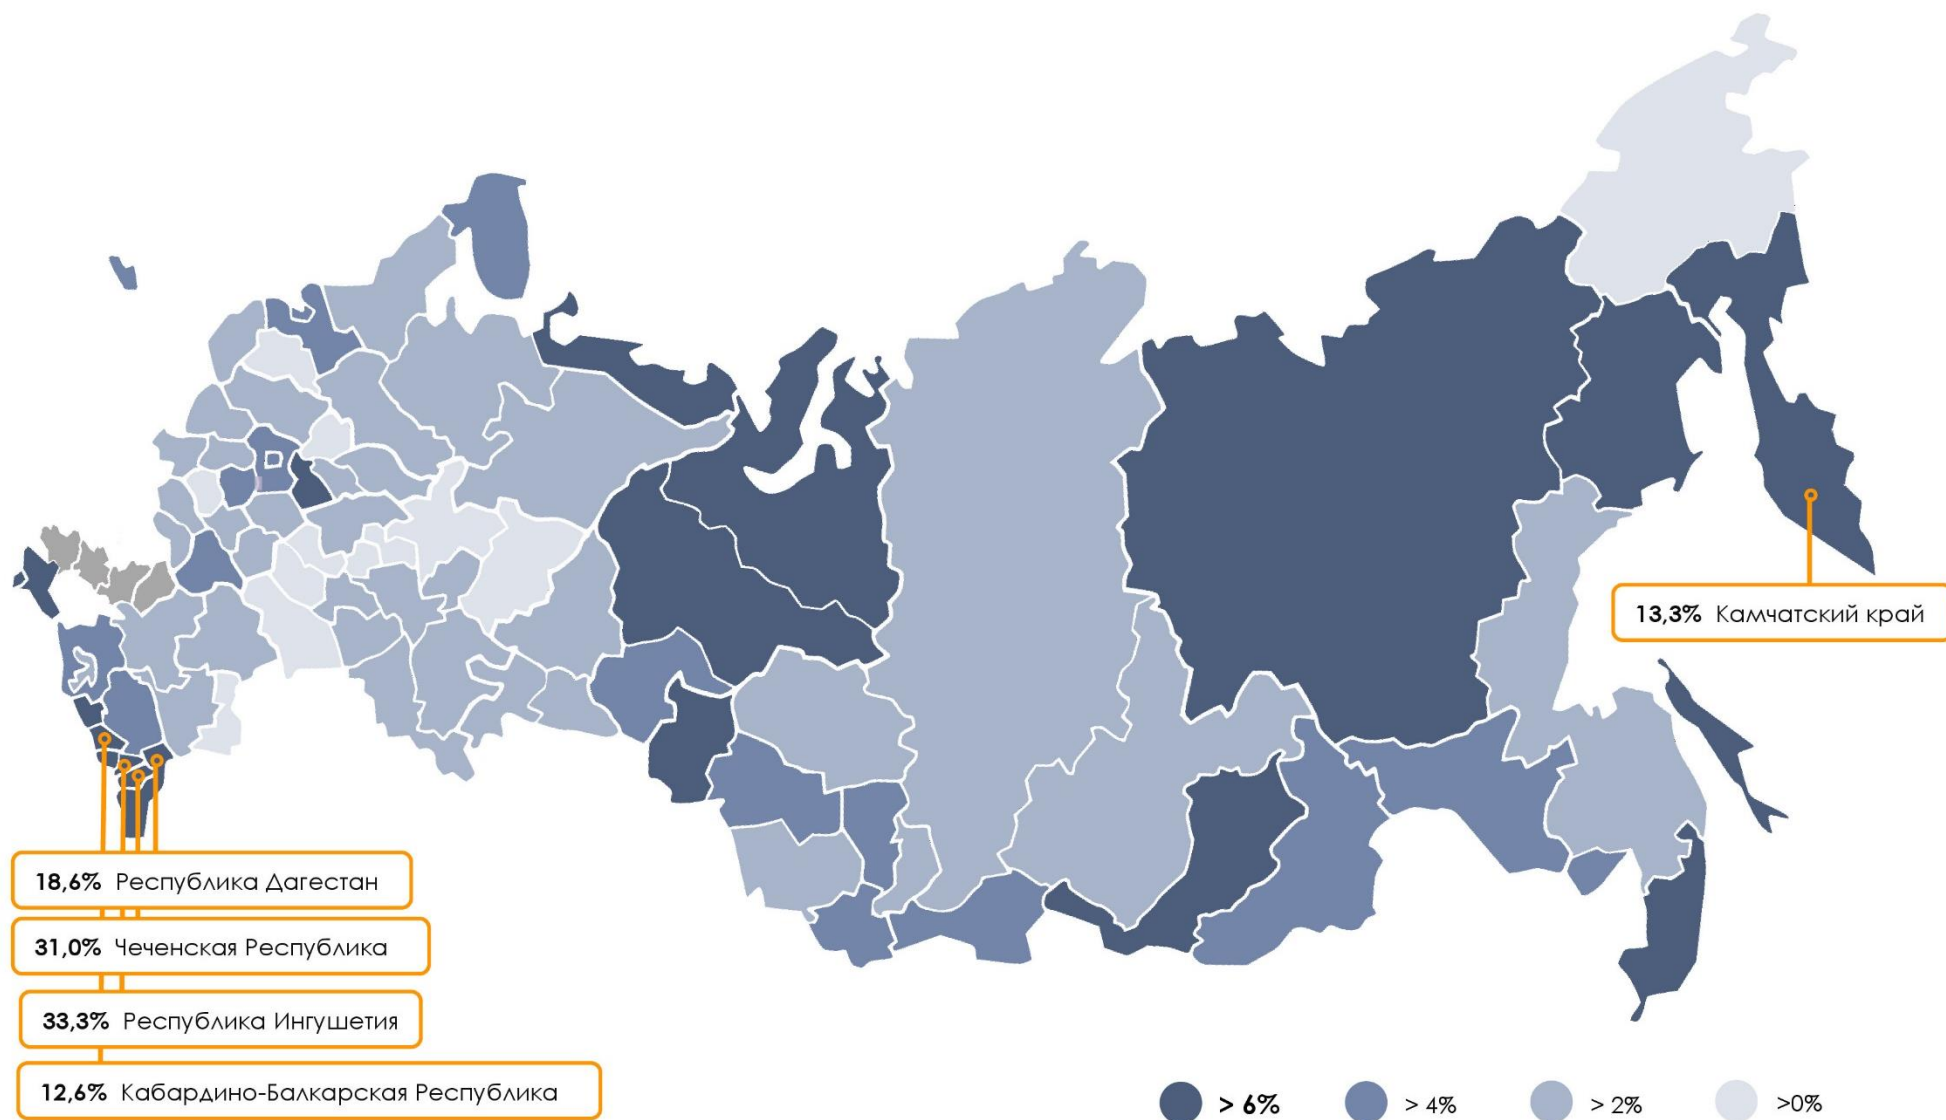 13,3% Камчатский край
18,6% Республика Дагестан
31,0% Чеченская Республика
33,3% Республика Ингушетия
12,6% Кабардино-Балкарская Республика
> 6% > 4% > 2% >0%